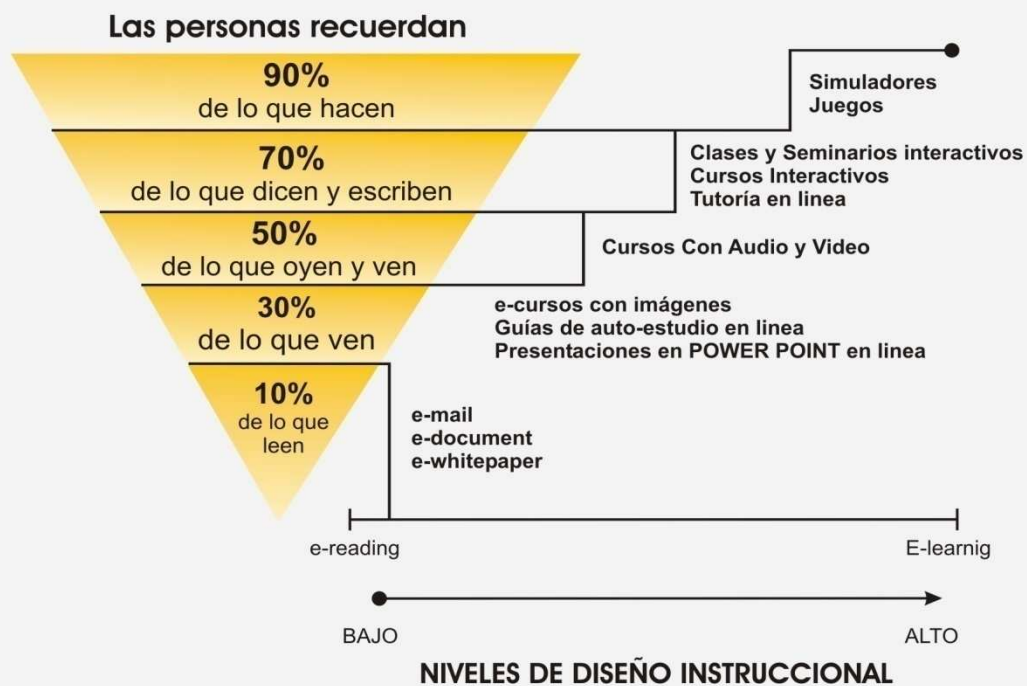 Las personas recuerdan
90%
de lo que hacen
Simuladores
Juegos
70%
de lo que dicen y escriben
Clases y Seminarios interactivos
Cursos Interactivos
Tutoría en linea
50%
de lo que oyen y ven
Cursos Con Audio y Video
30%
de lo que ven
e-cursos con imágenes
Guías de auto-estudio en linea
Presentaciones en POWER POINT en linea
10%
de lo que
leen
e-mail
e-document
e-whitepaper
e-reading
E-learnig
BAJO
ALTO
NIVELES DE DISEÑO INSTRUCCIONAL